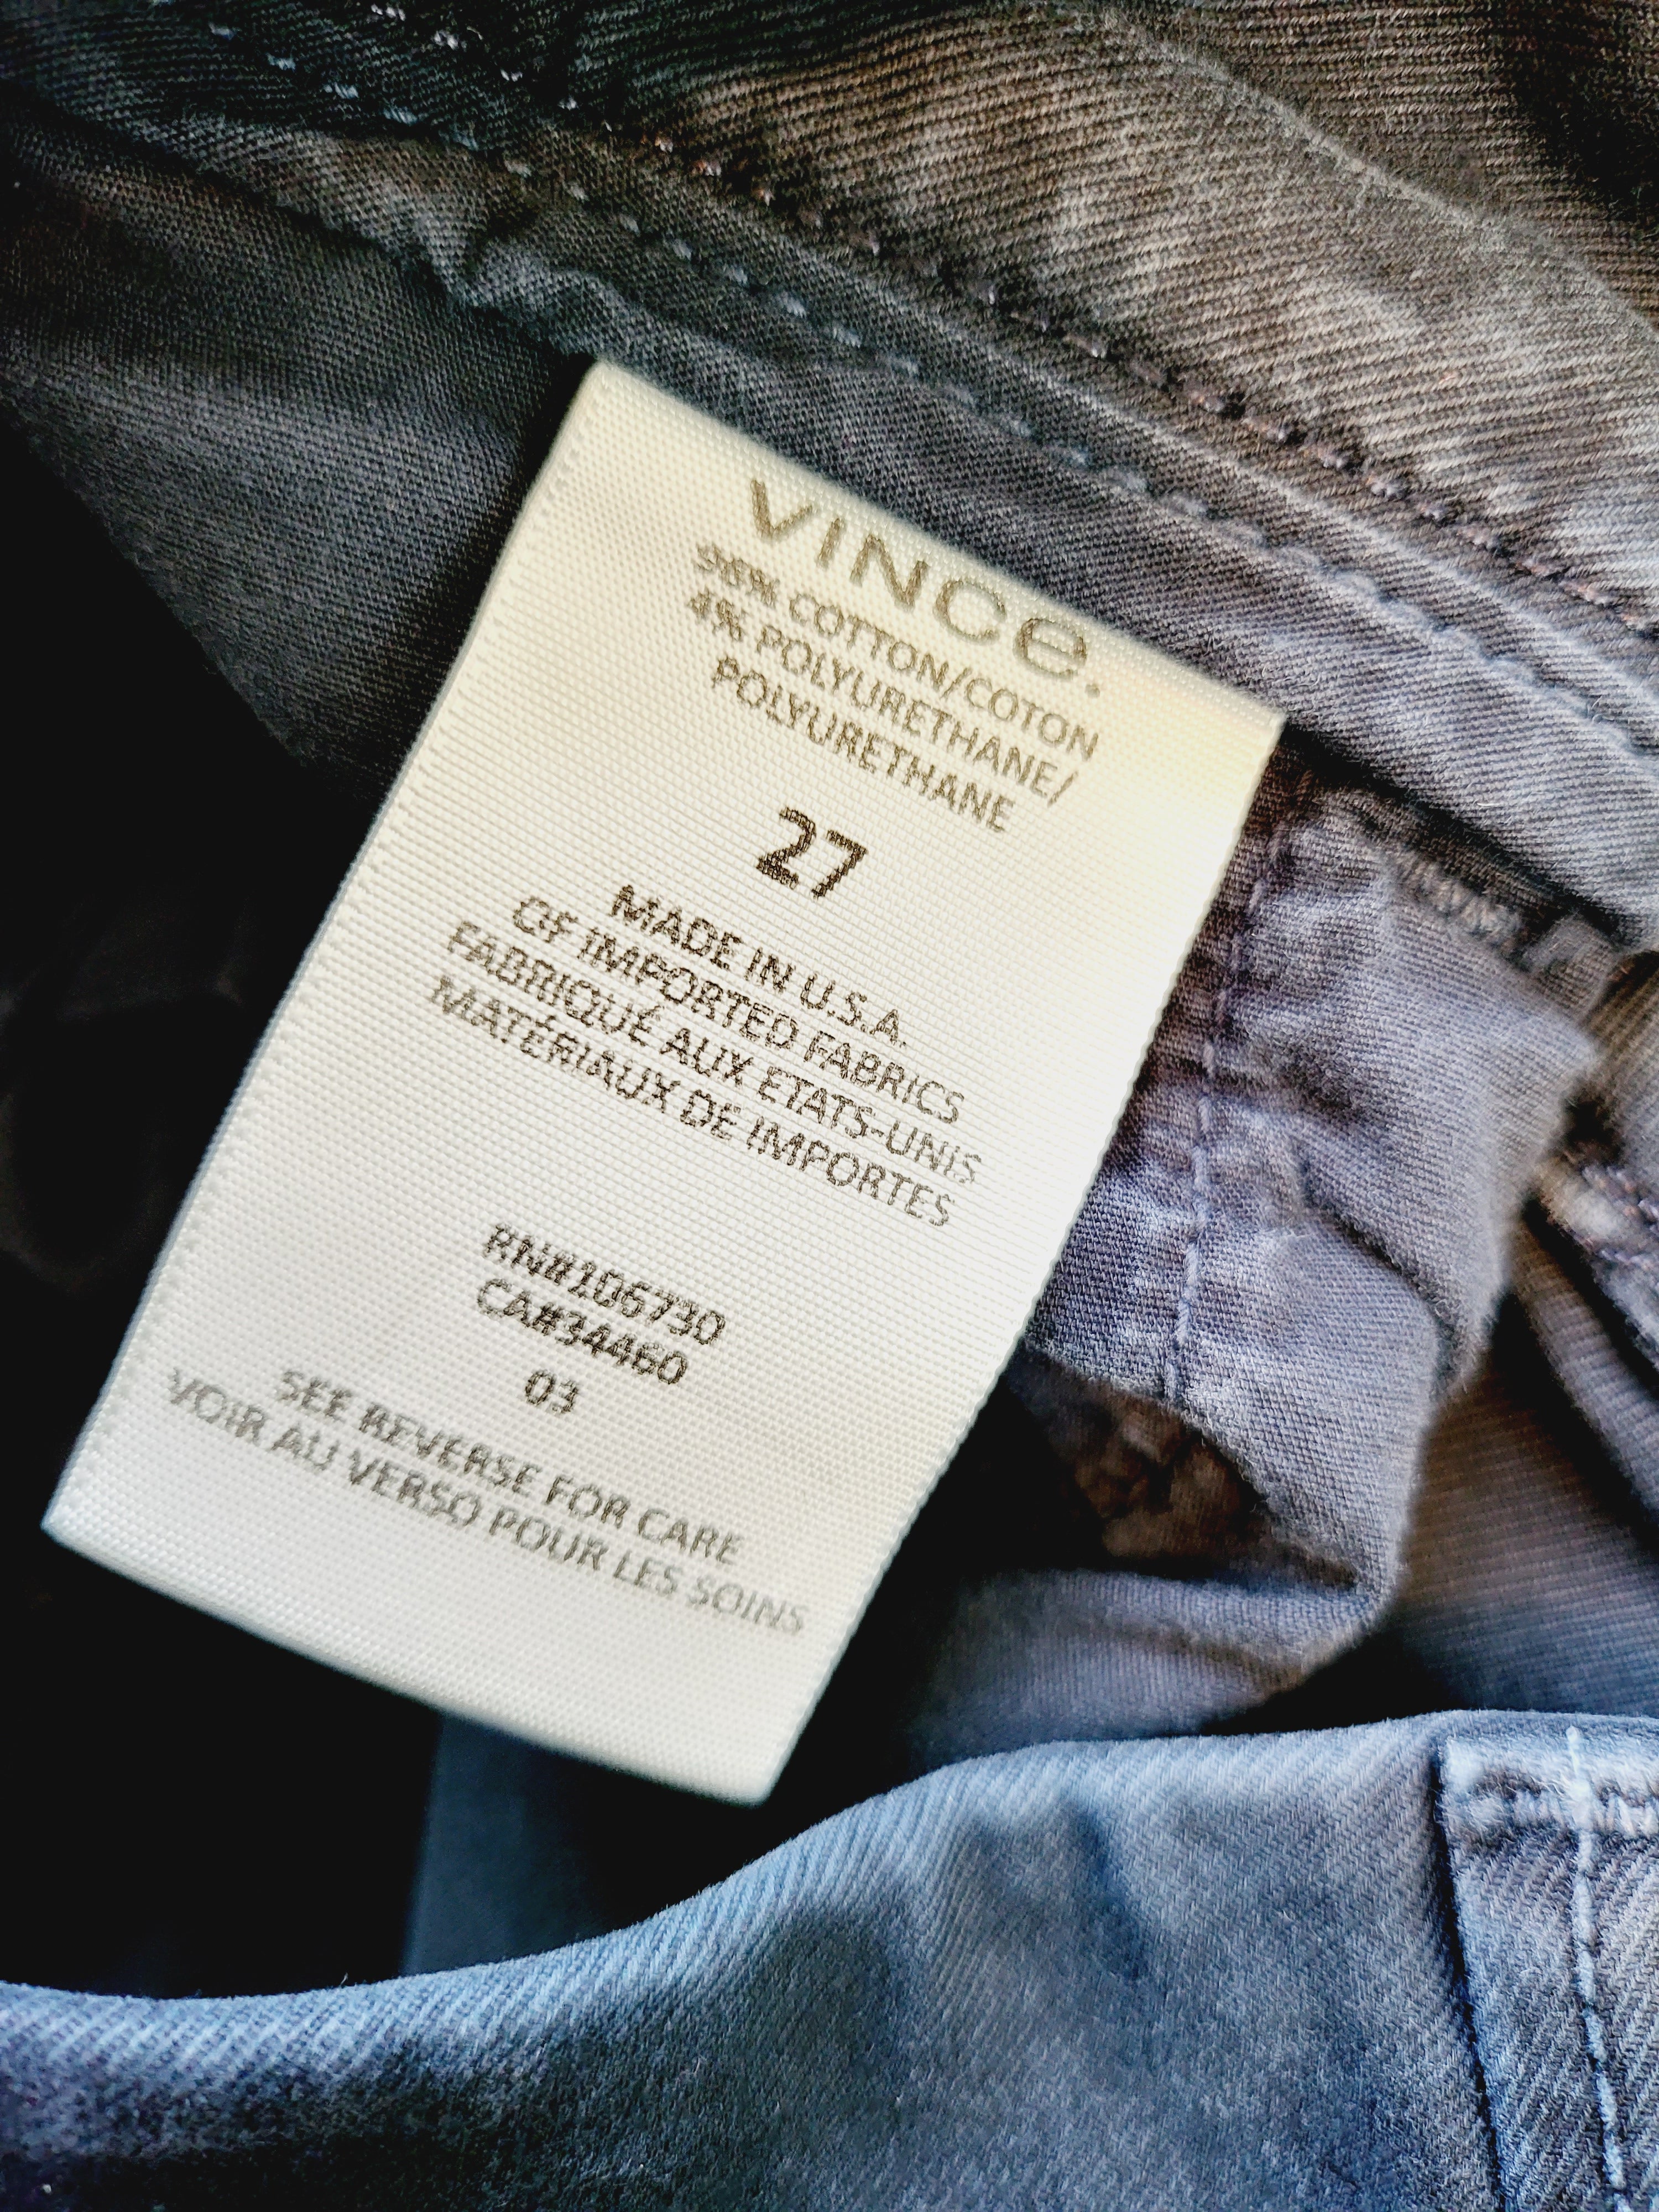 VINCe.
96% COTTON/COTON
4% POLYURETHANE/
POLYURETHANE
27
MADE IN U.S.A.
OF IMPORTED FABRICS
FABRIQUÉ AUX ETATS-UNIS
MATÉRIAUX DE IMPORTES
RN#106730
CA#34460
03
SEE REVERSE FOR CARE
VOIR AU VERSO POUR LES SOINS